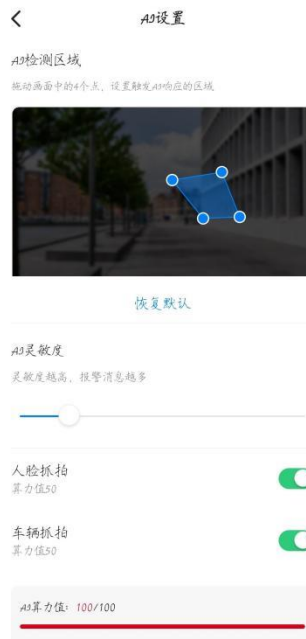 AI设置
AI检测区域
拖动画面中的4个点，设置触发AI响应的区域
恢复默认
AI灵敏度
灵敏度越高，报警消息越多
人脸抓拍
算力值50
车辆抓拍
算力值50
AI算力值：100/100